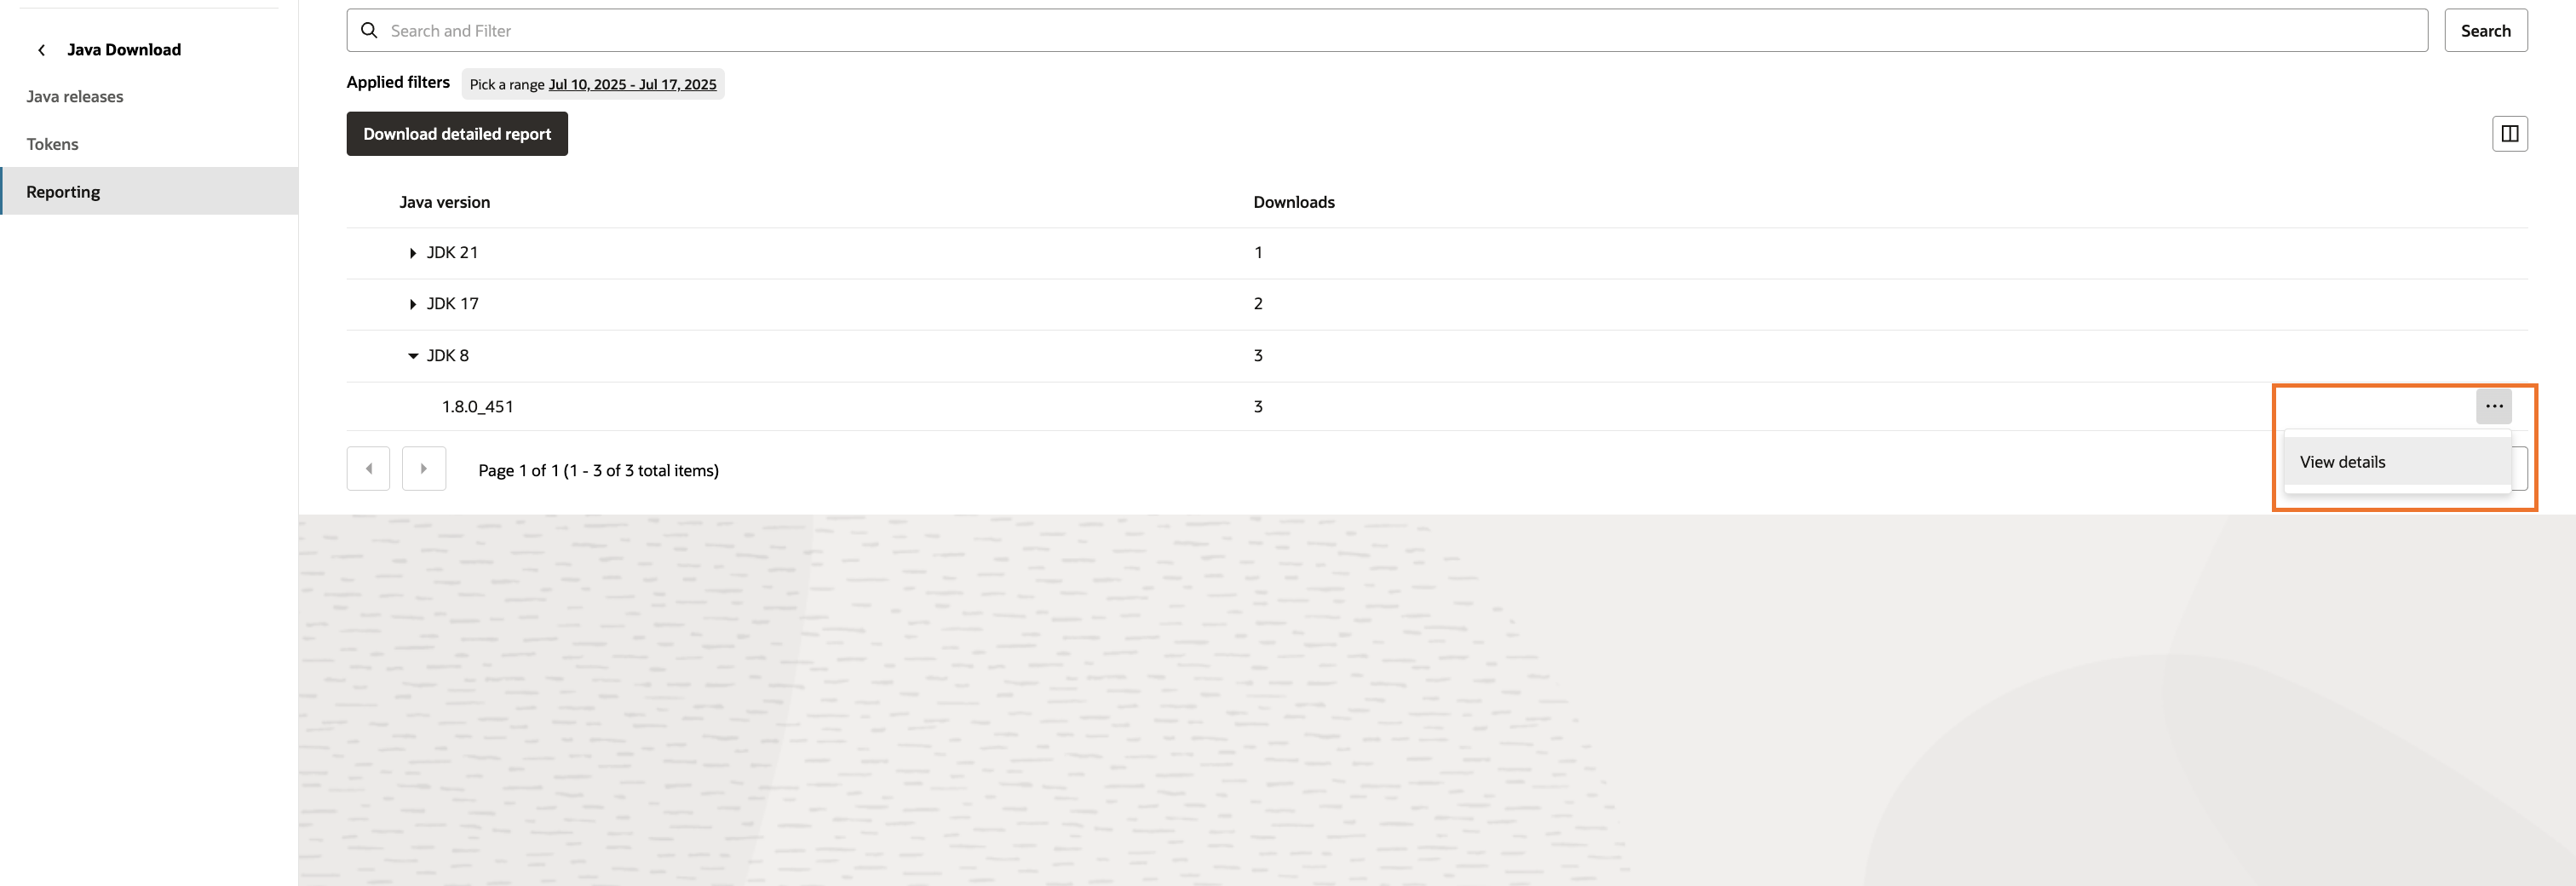 Java Download
Java releases
Tokens
Reporting
Search and Filter
Search
Applied filters Pick a range Jul 10, 2025 - Jul 17, 2025
Download detailed report
Java version Downloads
JDK 21 1
JDK 17 2
JDK 8 3
1.8.0_451 3
View details
Page 1 of 1 (1 - 3 of 3 total items)